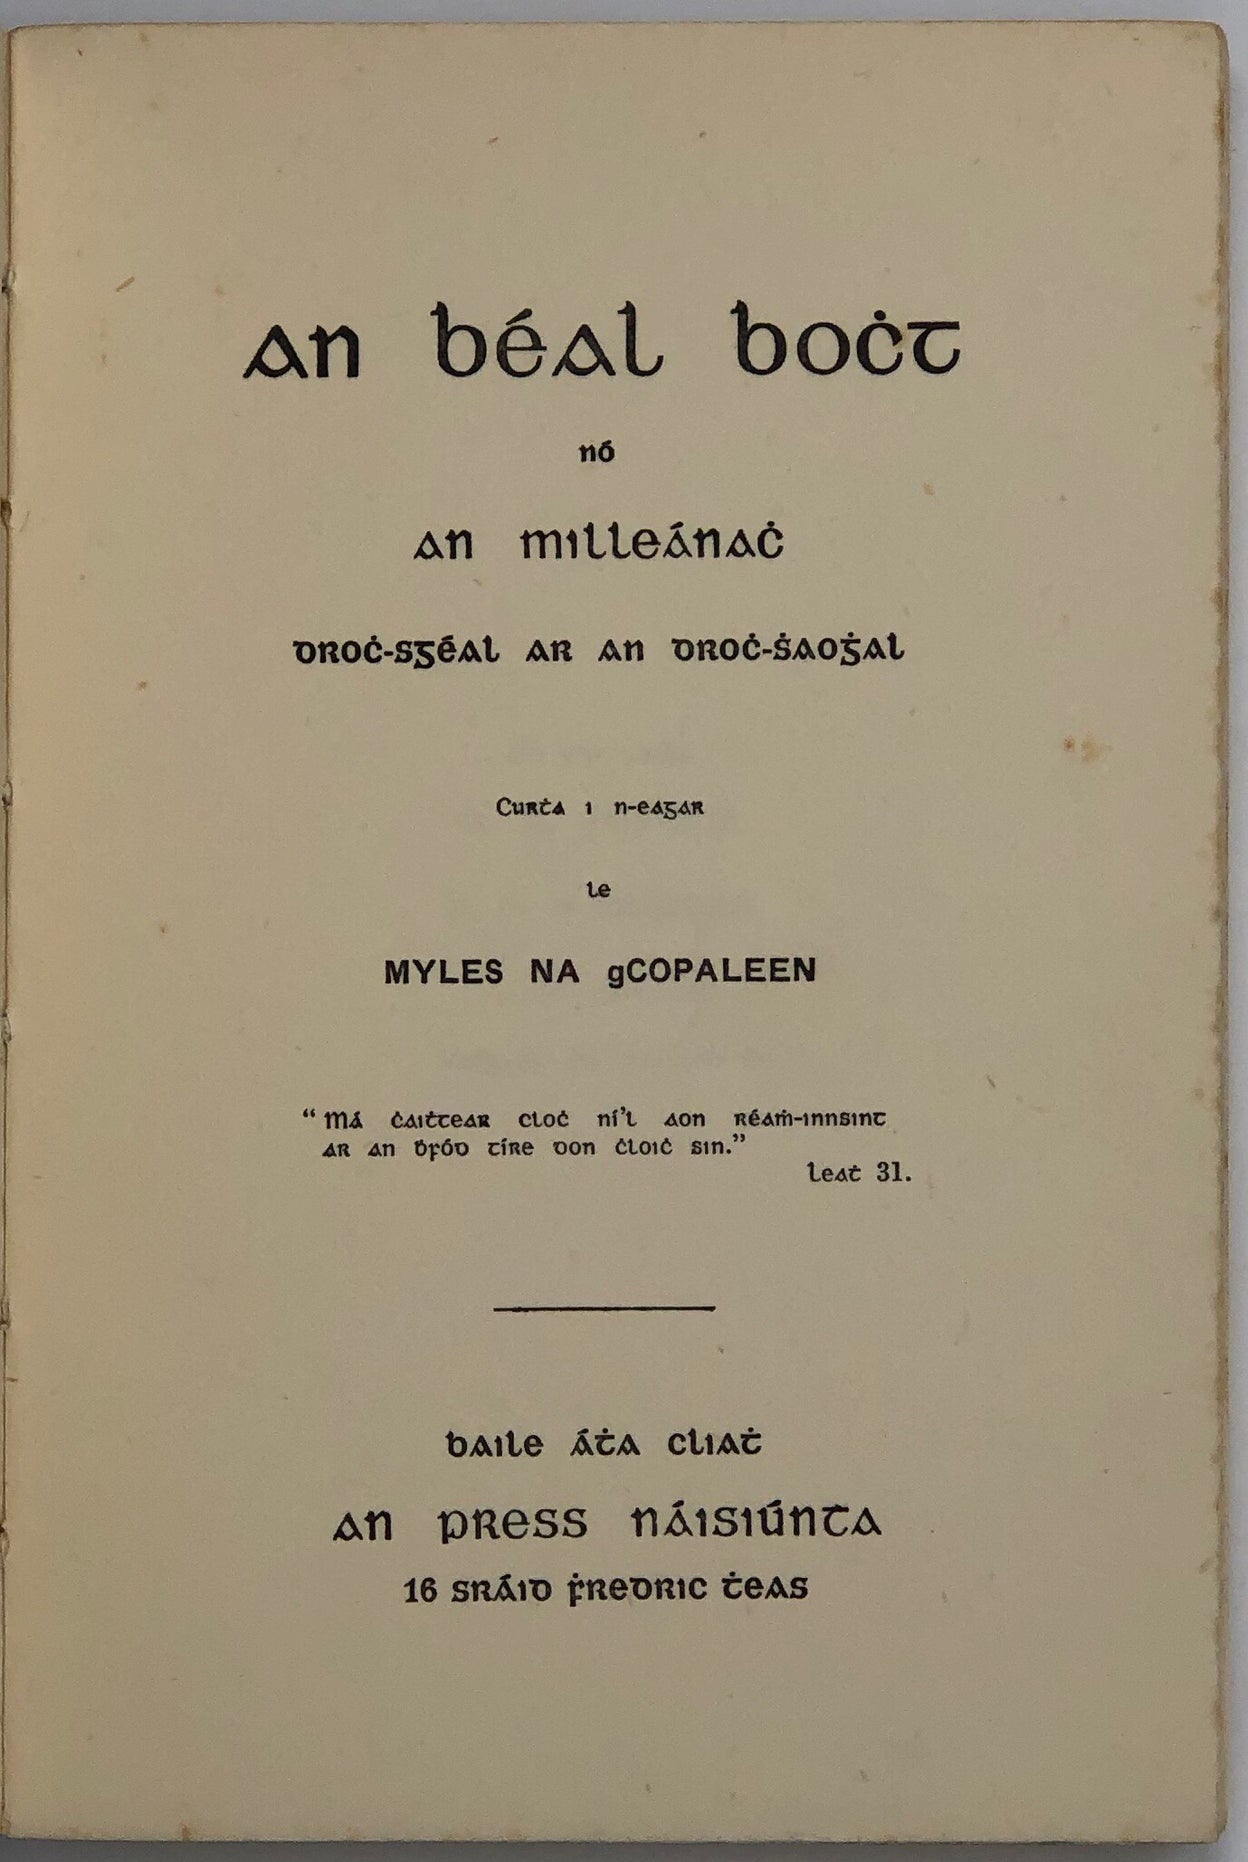 An Béal Boċt
nó
An Milleánaċ
Droċ-sgéal ar an droċ-ṡaoġal
Curṫa i n-eagar
le
MYLES NA gCOPALEEN
“Má ċaiṫtear cloċ ní’l aon réaṁ-innsint
ar an ḃfód tíre don ċloiċ sin.”
Leaṫ 31.
Baile Áṫa Cliaṫ
An Press Náisiúnta
16 Sráid Ḟredric Ṫeas